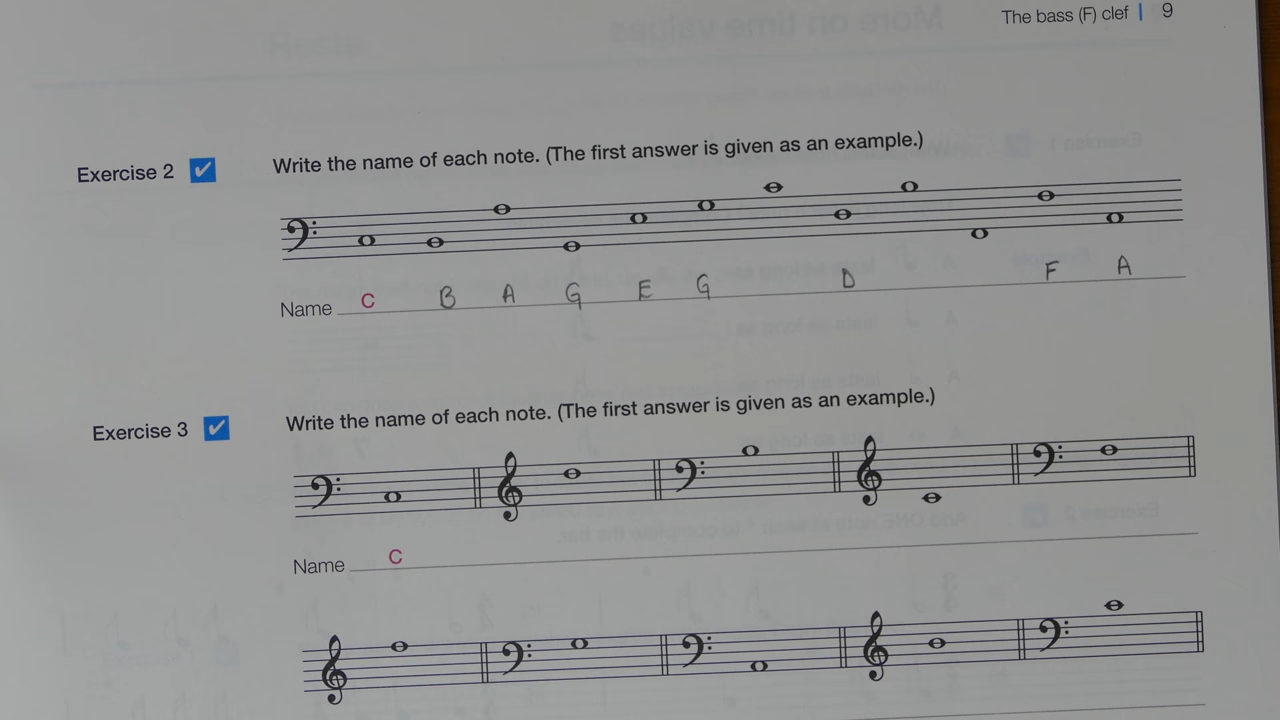 The bass (F) clef | 9
Exercise 2 Write the name of each note. (The first answer is given as an example.)
Name C B A G E G D F A
Exercise 3 Write the name of each note. (The first answer is given as an example.)
Name C